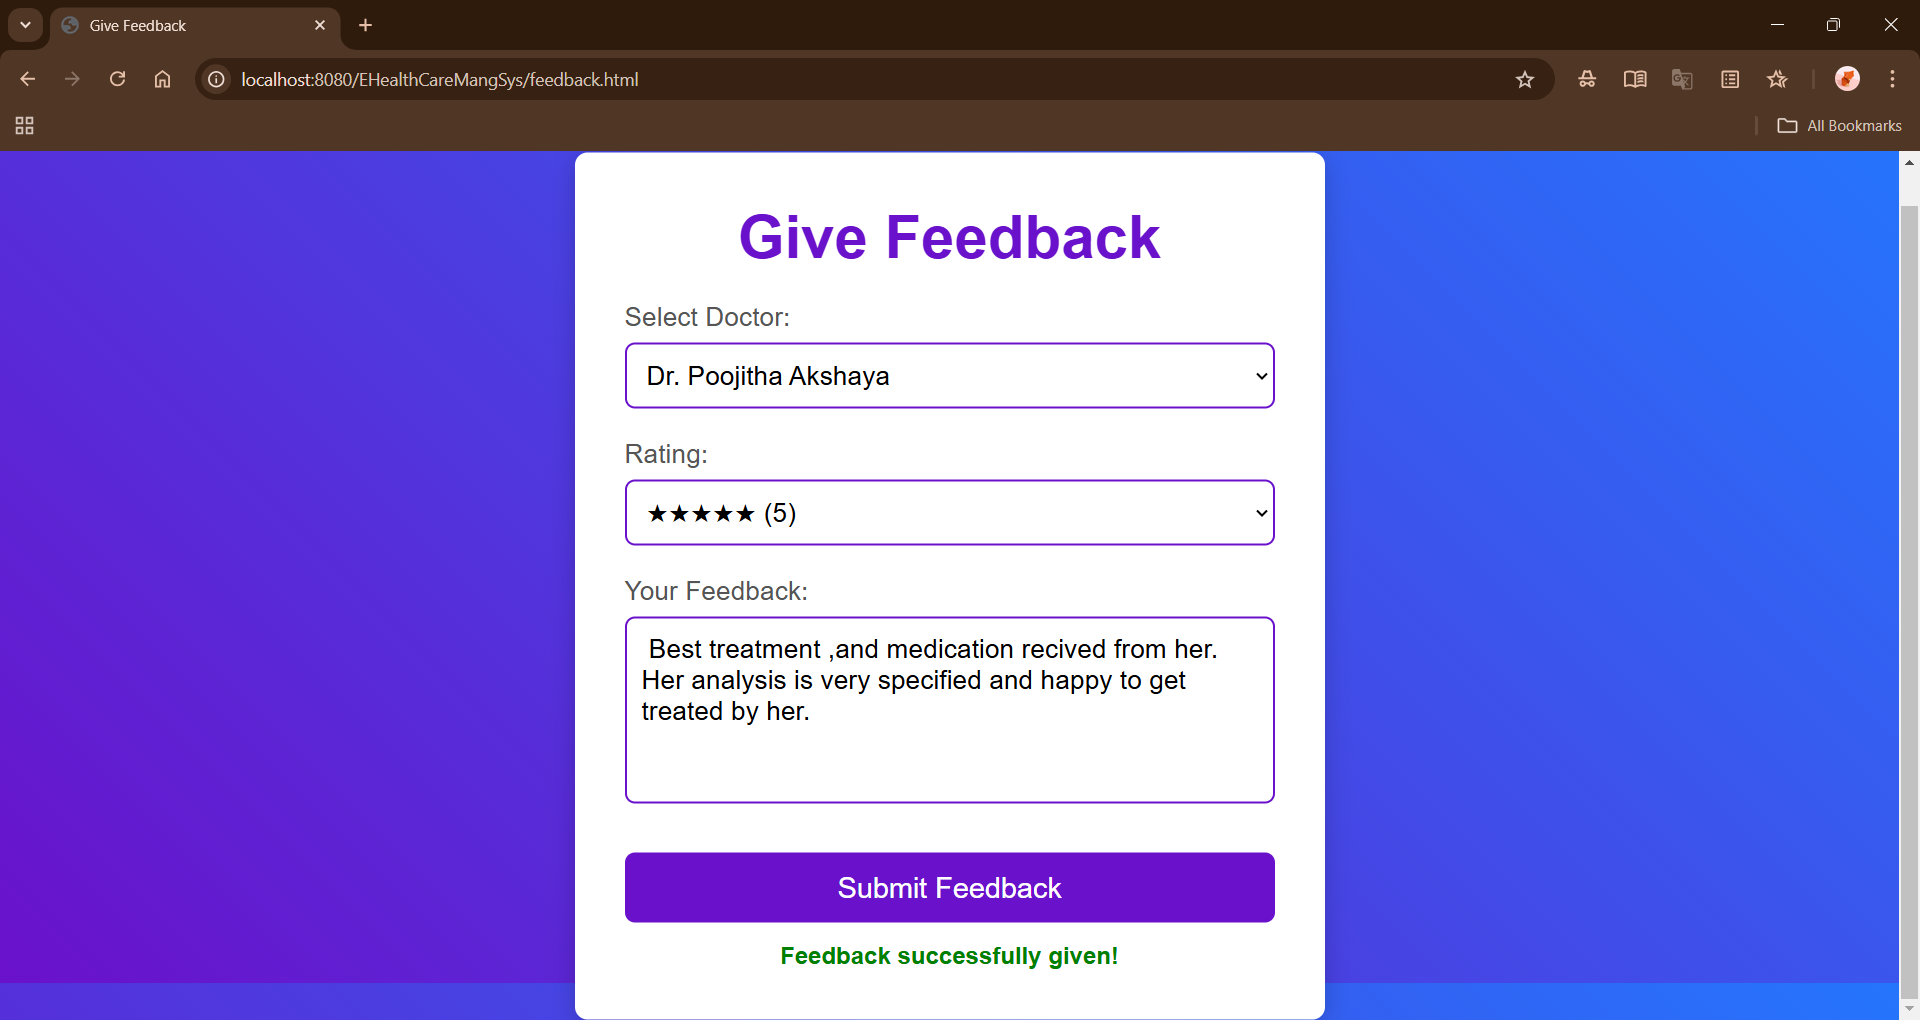 Give Feedback
localhost:8080/EHealthCareMangSys/feedback.html
All Bookmarks
Give Feedback
Select Doctor:
Dr. Poojitha Akshaya
Rating:
★★★★★ (5)
Your Feedback:
Best treatment ,and medication recived from her.
Her analysis is very specified and happy to get
treated by her.
Submit Feedback
Feedback successfully given!